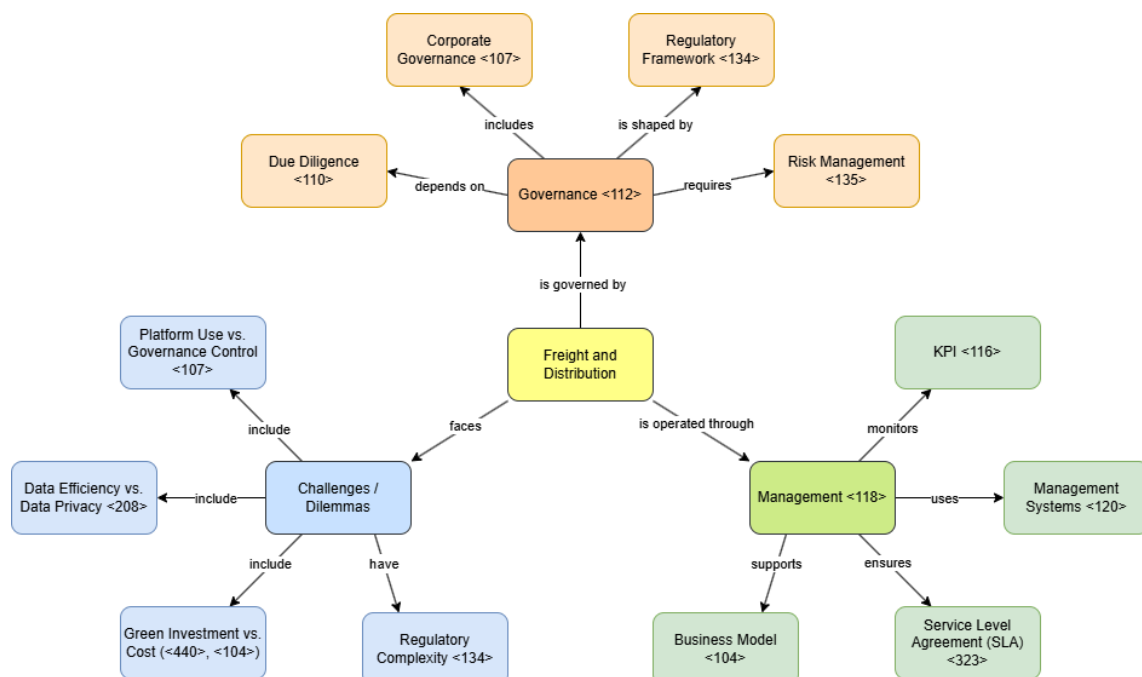 Corporate
Governance <107>
Regulatory
Framework <134>
includes
is shaped by
Due Diligence
<110>
depends on
Governance <112>
requires
Risk Management
<135>
is governed by
Platform Use vs.
Governance Control
<107>
Freight and
Distribution
KPI <116>
include
faces
is operated through
monitors
Data Efficiency vs.
Data Privacy <208>
include
Challenges /
Dilemmas
Management <118>
uses
Management
Systems <120>
include
have
supports
ensures
Green Investment vs.
Cost (<440>, <104>)
Regulatory
Complexity <134>
Business Model
<104>
Service Level
Agreement (SLA)
<323>